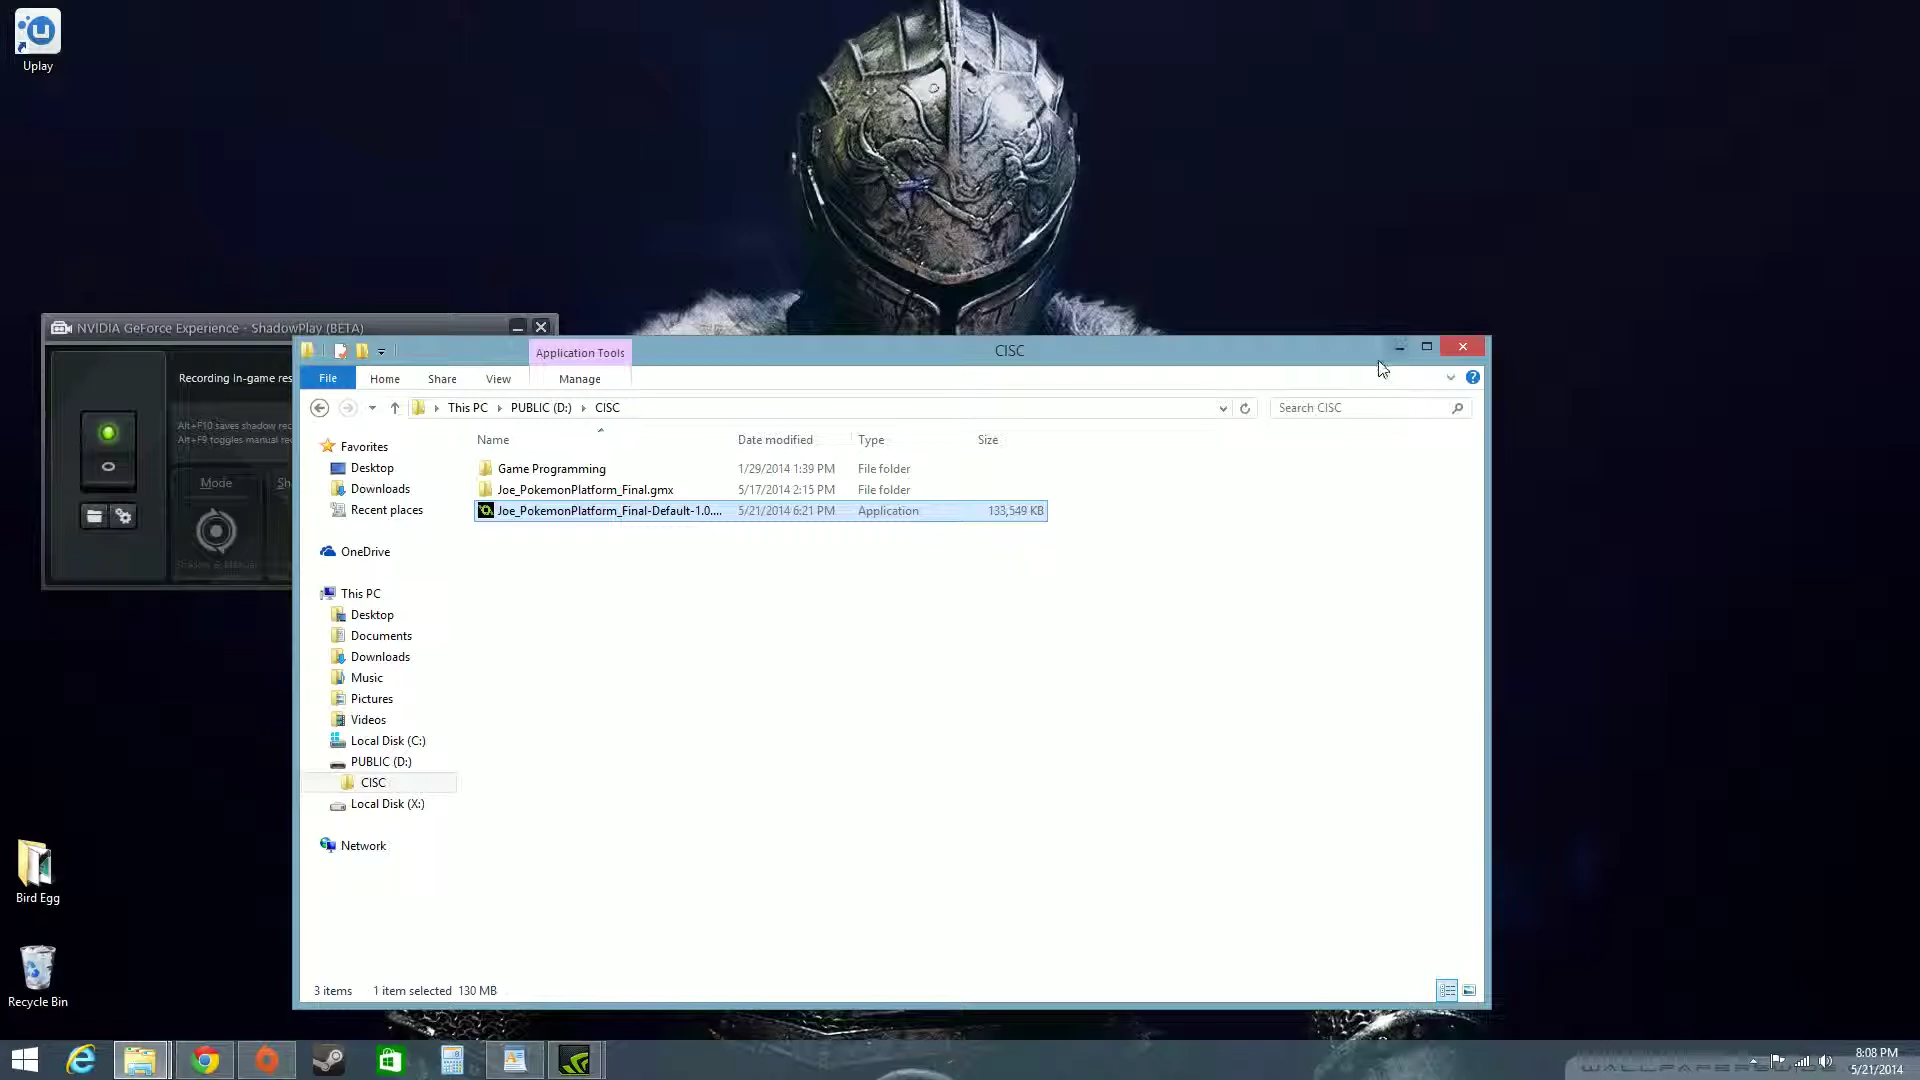 Uplay
NVIDIA GeForce Experience - ShadowPlay (BETA)
Recording In-game res
Alt+F10 saves shadow rec
Alt+F9 toggles manual rec
Mode
Sh
Shadow & Manual
Application Tools
CISC
File
Home
Share
View
Manage
This PC
PUBLIC (D:)
CISC
Search CISC
Name
Date modified
Type
Size
Game Programming 1/29/2014 1:39 PM File folder
Joe_PokemonPlatform_Final.gmx 5/17/2014 2:15 PM File folder
Joe_PokemonPlatform_Final-Default-1.0.... 5/21/2014 6:21 PM Application 133,549 KB
Favorites
Desktop
Downloads
Recent places
OneDrive
This PC
Desktop
Documents
Downloads
Music
Pictures
Videos
Local Disk (C:)
PUBLIC (D:)
CISC
Local Disk (X:)
Network
3 items 1 item selected 130 MB
Bird Egg
Recycle Bin
8:08 PM
5/21/2014